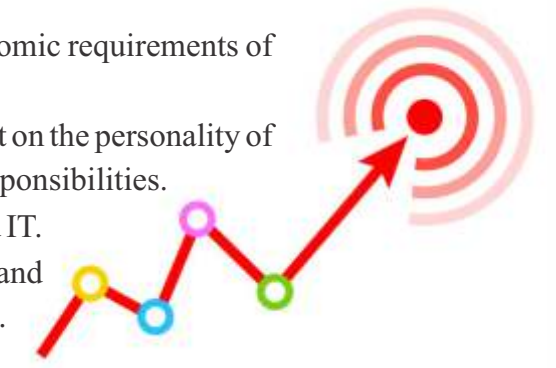 omic requirements of
t on the personality of
ponsibilities.
IT.
and
.